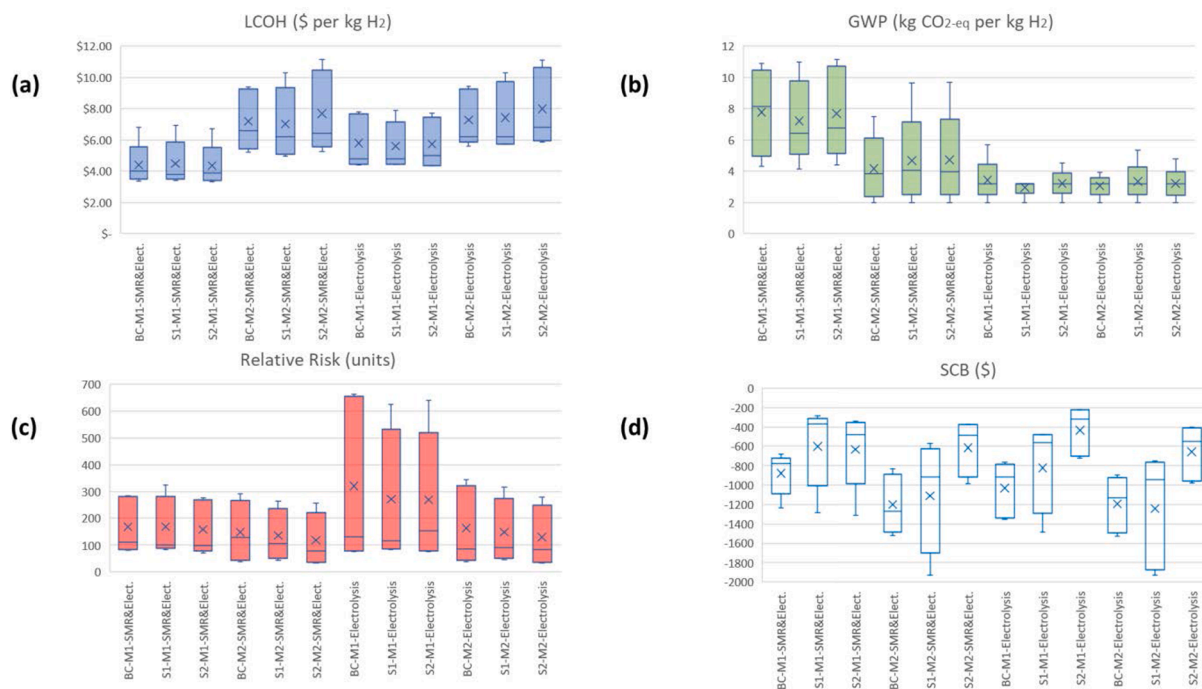 LCOH ($ per kg H2)
(a)
$12.00
$10.00
$8.00
$6.00
$4.00
$2.00
$-
BC-M1-SMR&Elect.
S1-M1-SMR&Elect.
S2-M1-SMR&Elect.
BC-M2-SMR&Elect.
S1-M2-SMR&Elect.
S2-M2-SMR&Elect.
BC-M1-Electrolysis
S1-M1-Electrolysis
S2-M1-Electrolysis
BC-M2-Electrolysis
S1-M2-Electrolysis
S2-M2-Electrolysis
GWP (kg CO2-eq per kg H2)
(b)
12
10
8
6
4
2
0
BC-M1-SMR&Elect.
S1-M1-SMR&Elect.
S2-M1-SMR&Elect.
BC-M2-SMR&Elect.
S1-M2-SMR&Elect.
S2-M2-SMR&Elect.
BC-M1-Electrolysis
S1-M1-Electrolysis
S2-M1-Electrolysis
BC-M2-Electrolysis
S1-M2-Electrolysis
S2-M2-Electrolysis
Relative Risk (units)
(c)
700
600
500
400
300
200
100
0
BC-M1-SMR&Elect.
S1-M1-SMR&Elect.
S2-M1-SMR&Elect.
BC-M2-SMR&Elect.
S1-M2-SMR&Elect.
S2-M2-SMR&Elect.
BC-M1-Electrolysis
S1-M1-Electrolysis
S2-M1-Electrolysis
BC-M2-Electrolysis
S1-M2-Electrolysis
S2-M2-Electrolysis
SCB ($)
(d)
0
-200
-400
-600
-800
-1000
-1200
-1400
-1600
-1800
-2000
BC-M1-SMR&Elect.
S1-M1-SMR&Elect.
S2-M1-SMR&Elect.
BC-M2-SMR&Elect.
S1-M2-SMR&Elect.
S2-M2-SMR&Elect.
BC-M1-Electrolysis
S1-M1-Electrolysis
S2-M1-Electrolysis
BC-M2-Electrolysis
S1-M2-Electrolysis
S2-M2-Electrolysis